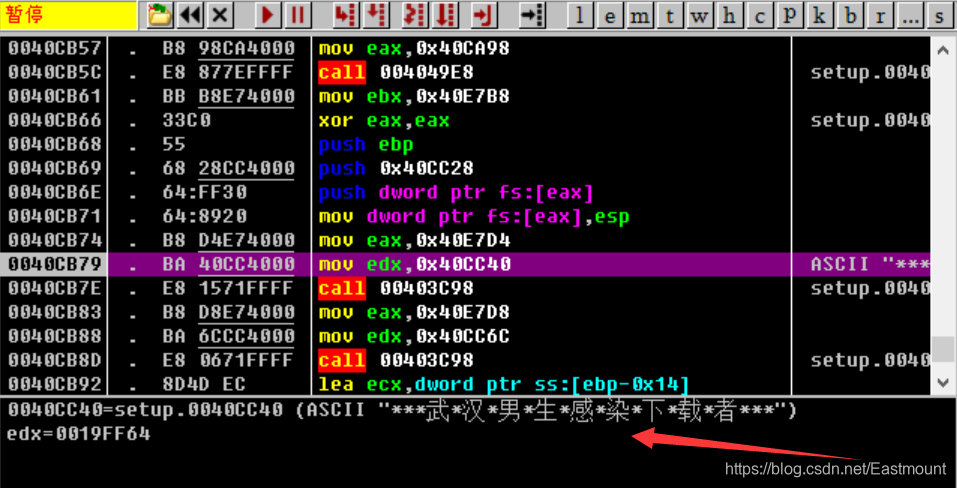 暂停 l e m t w h c p k b r ... s
0040CB57 . B8 98CA4000 mov eax,0x40CA98
0040CB5C . E8 877EFFFF call 004049E8 setup.0040
0040CB61 . BB B8E74000 mov ebx,0x40E7B8
0040CB66 . 33C0 xor eax,eax setup.0040
0040CB68 . 55 push ebp
0040CB69 . 68 28CC4000 push 0x40CC28
0040CB6E . 64:FF30 push dword ptr fs:[eax]
0040CB71 . 64:8920 mov dword ptr fs:[eax],esp
0040CB74 . B8 D4E74000 mov eax,0x40E7D4
0040CB79 . BA 40CC4000 mov edx,0x40CC40 ASCII "***
0040CB7E . E8 1571FFFF call 00403C98 setup.0040
0040CB83 . B8 D8E74000 mov eax,0x40E7D8
0040CB88 . BA 6CCC4000 mov edx,0x40CC6C
0040CB8D . E8 0671FFFF call 00403C98 setup.0040
0040CB92 . 8D4D EC lea ecx,dword ptr ss:[ebp-0x14]
0040CC40=setup.0040CC40 (ASCII "***武*汉*男*生*感*染*下*载*者***")
edx=0019FF64
https://blog.csdn.net/Eastmount